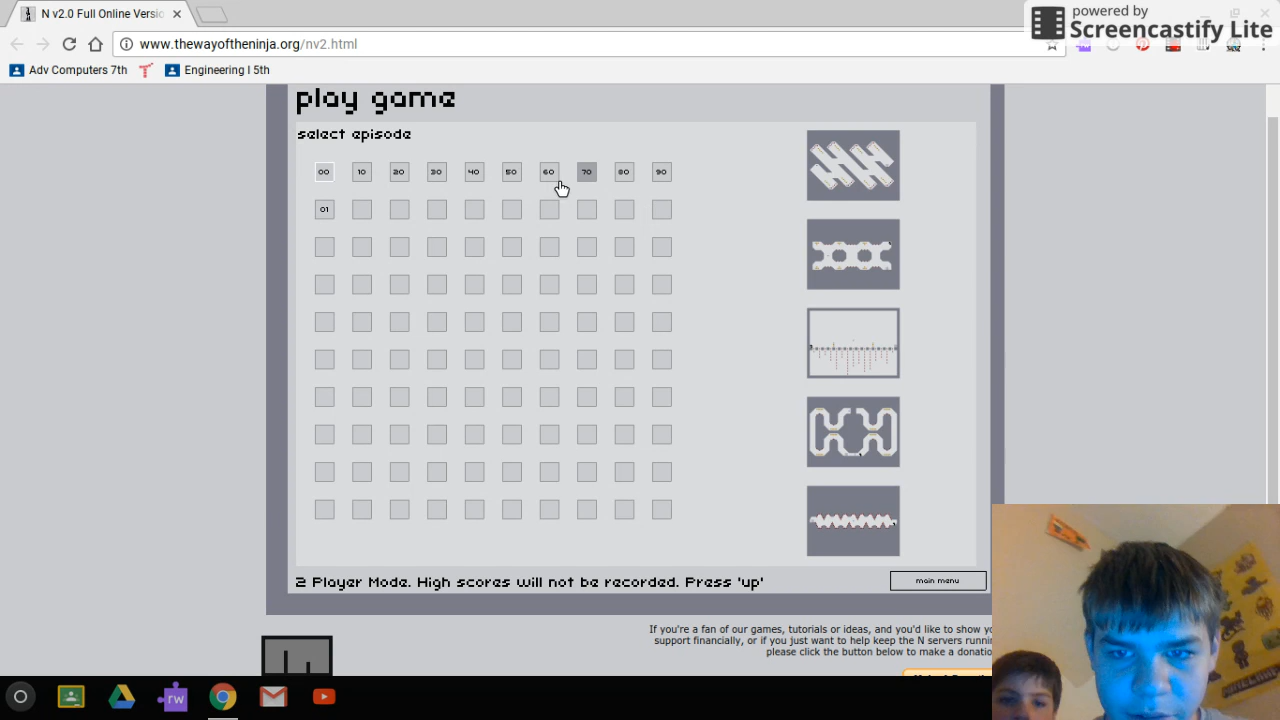 N v2.0 Full Online Versio
powered by
Screencastify Lite
www.thewayoftheninja.org/nv2.html
Adv Computers 7th
Engineering I 5th
play game
select episode
00 10 20 30 40 50 60 70 80 90
01
2 Player Mode. High scores will not be recorded. Press 'up'
main menu
If you're a fan of our games, tutorials or ideas, and you'd like to show yo
support financially, or if you just want to help keep the N servers runnin
please click the button below to make a donatio
rw